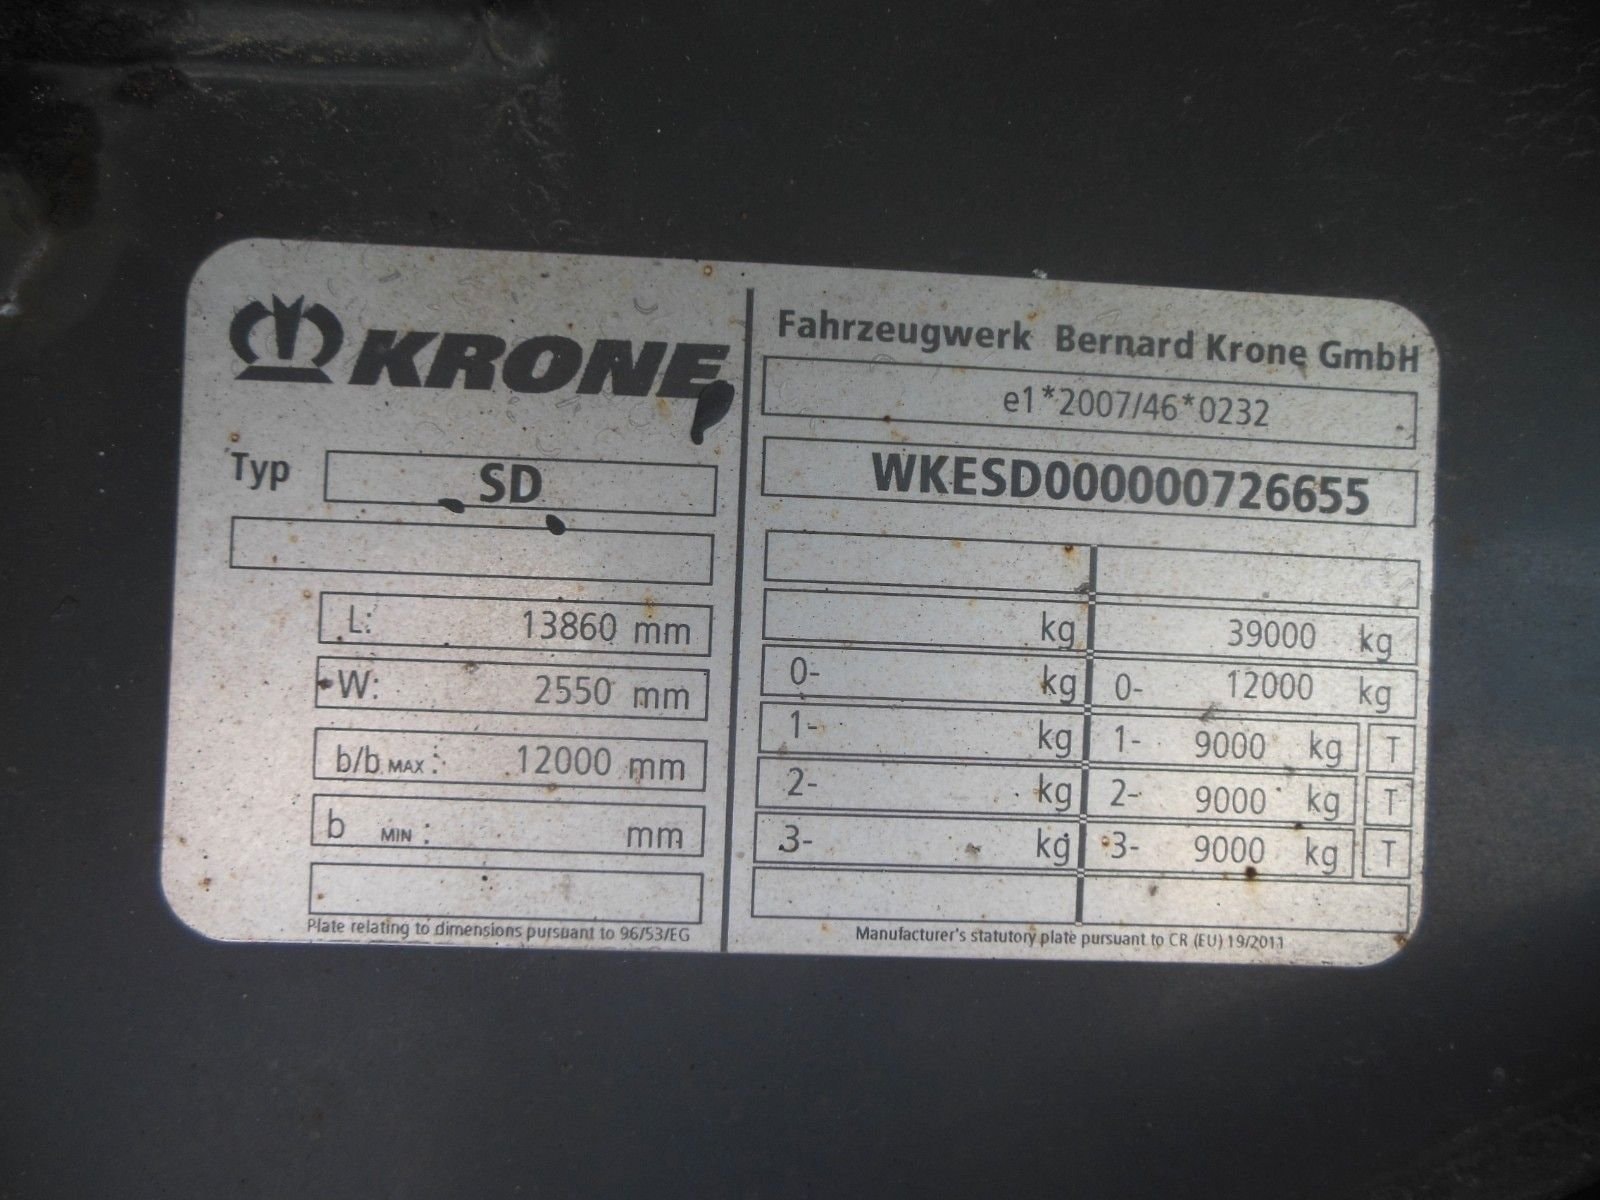 KRONE
Typ SD
L: 13860 mm
W: 2550 mm
b/b MAX : 12000 mm
b MIN : mm
Plate relating to dimensions pursuant to 96/53/EG
Fahrzeugwerk Bernard Krone GmbH
e1*2007/46*0232
WKESD000000726655
kg 39000 kg
0- kg 0- 12000 kg
1- kg 1- 9000 kg T
2- kg 2- 9000 kg T
3- kg 3- 9000 kg T
Manufacturer's statutory plate pursuant to CR (EU) 19/2011